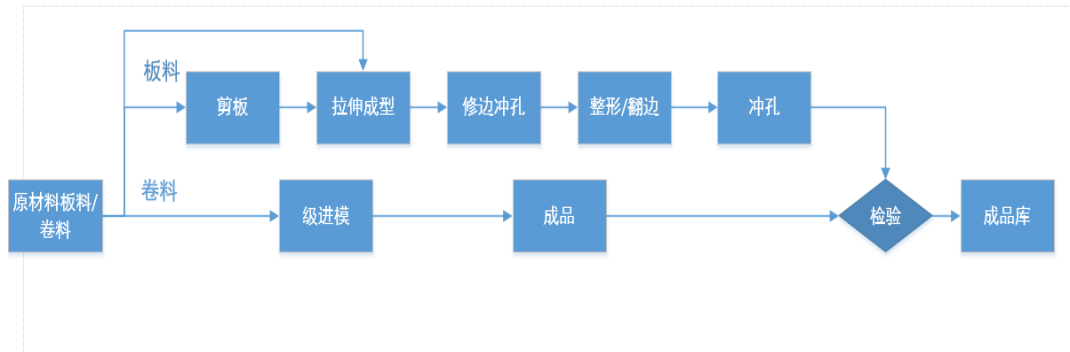 板料
剪板
拉伸成型
修边冲孔
整形/翻边
冲孔
原材料板料/
卷料
卷料
级进模
成品
检验
成品库